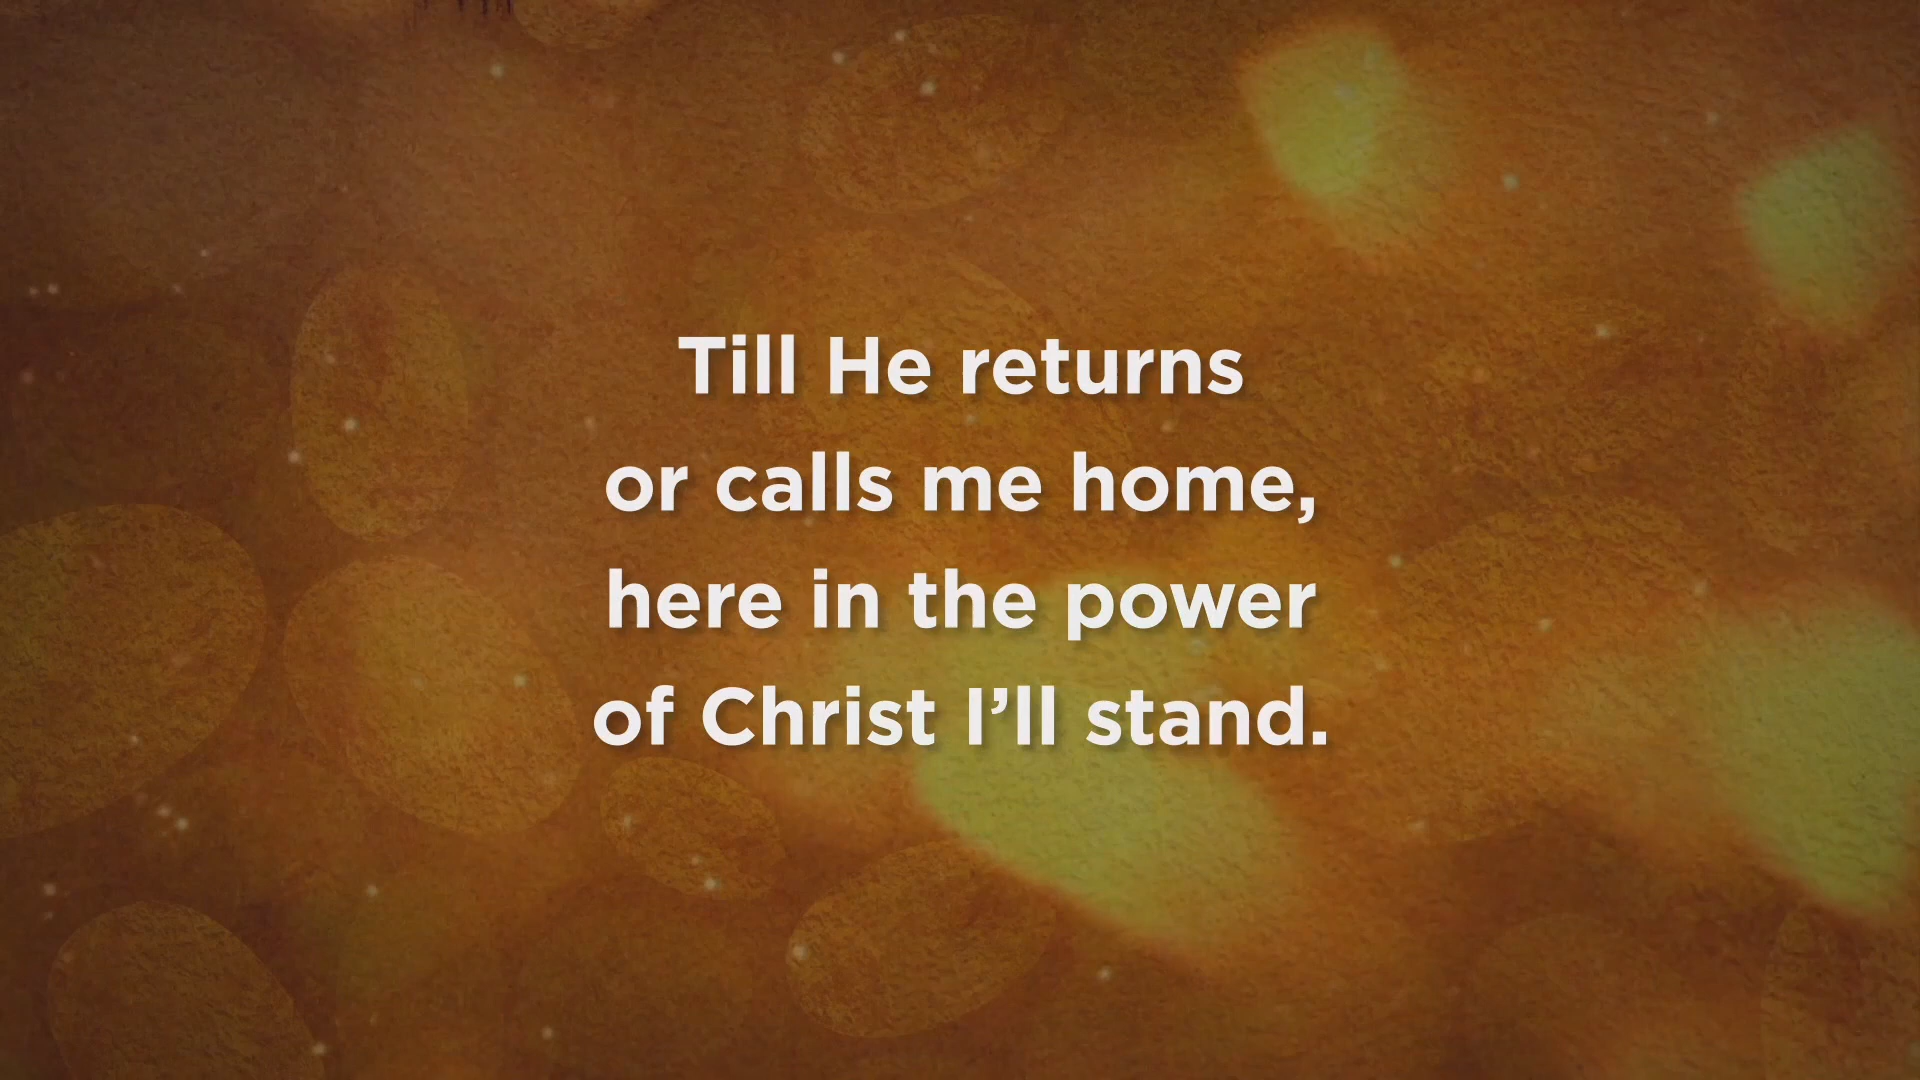 Till He returns
or calls me home,
here in the power
of Christ I’ll stand.